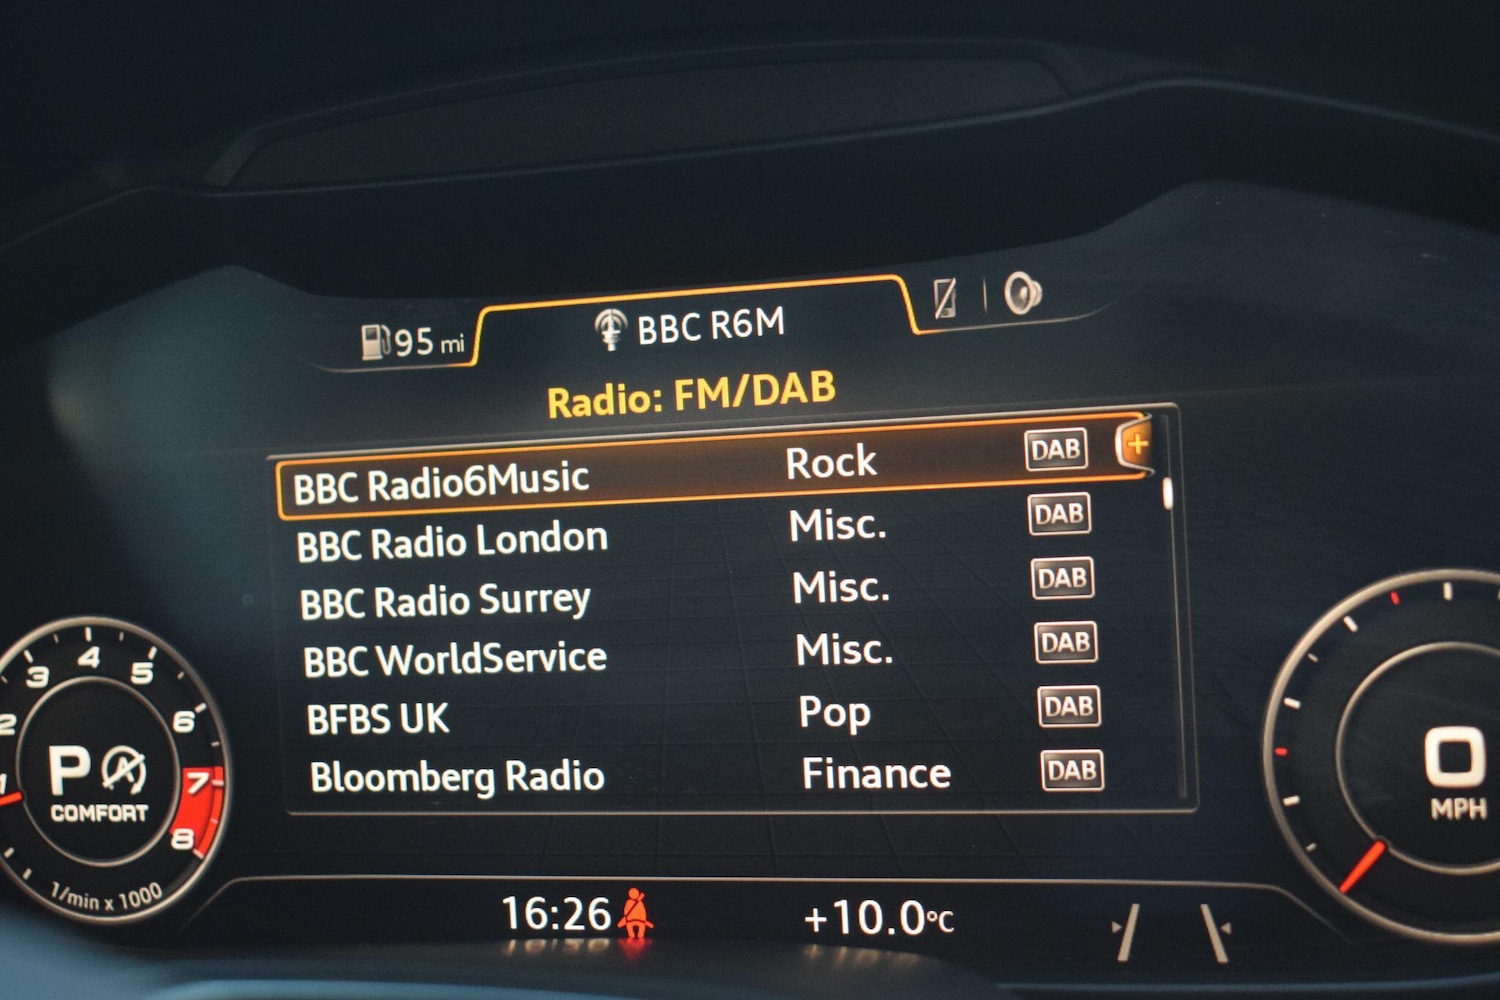 95 mi
BBC R6M
Radio: FM/DAB
BBC Radio6Music Rock DAB +
BBC Radio London Misc. DAB
BBC Radio Surrey Misc. DAB
BBC WorldService Misc. DAB
BFBS UK Pop DAB
Bloomberg Radio Finance DAB
1 2 3 4 5 6 7 8
P A
COMFORT
1/min x 1000
0
MPH
16:26
+10.0°C